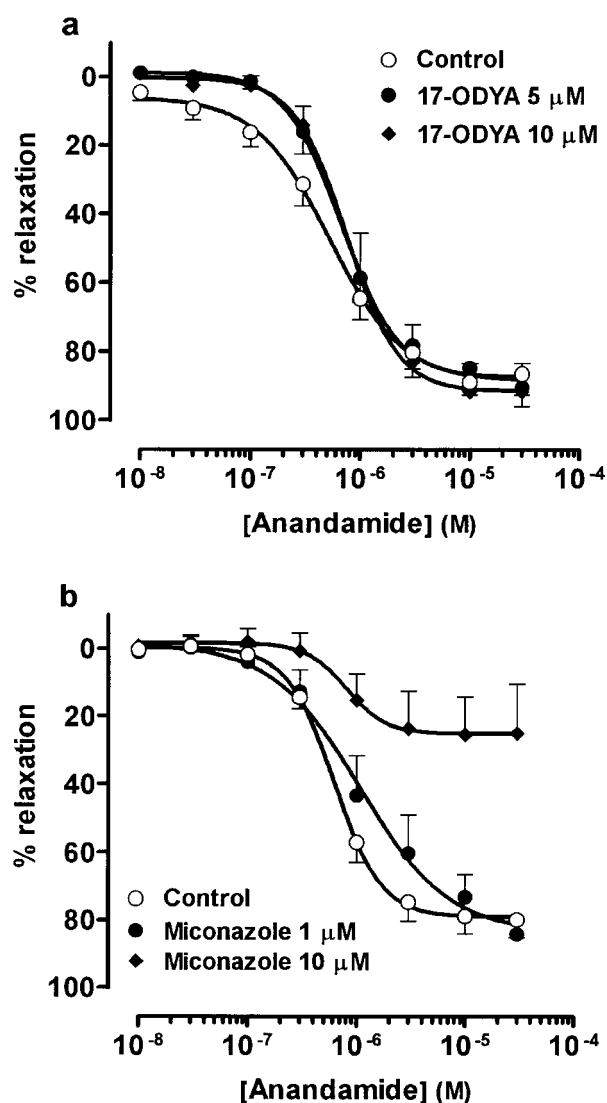 a
Control
17-ODYA 5 μM
17-ODYA 10 μM
% relaxation
0
20
40
60
80
100
10⁻⁸ 10⁻⁷ 10⁻⁶ 10⁻⁵ 10⁻⁴
[Anandamide] (M)
b
% relaxation
0
20
40
60
80
100
Control
Miconazole 1 μM
Miconazole 10 μM
10⁻⁸ 10⁻⁷ 10⁻⁶ 10⁻⁵ 10⁻⁴
[Anandamide] (M)